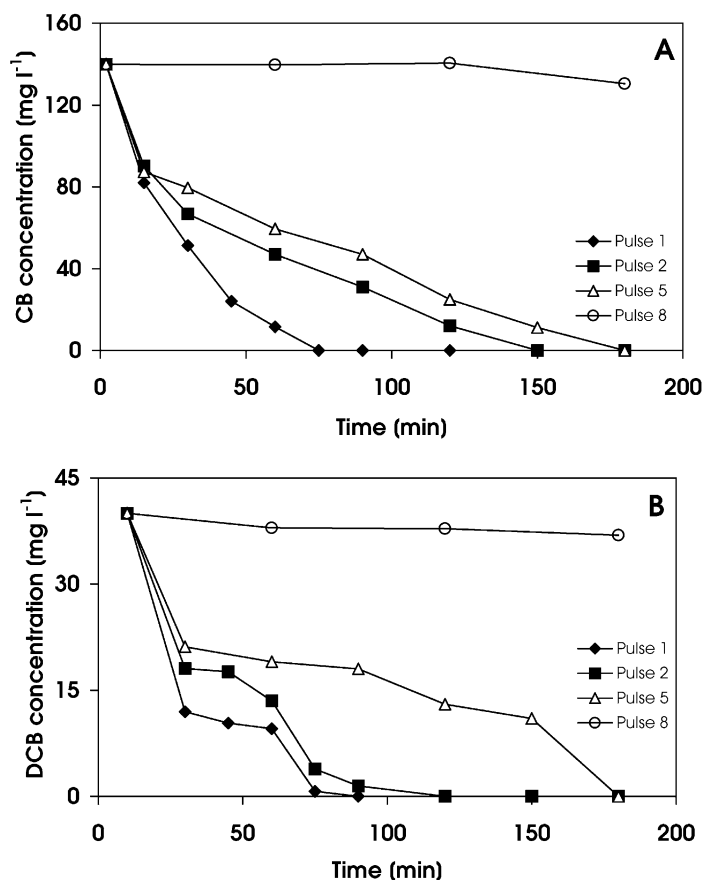 160
A
120
80
40
0
CB concentration (mg l⁻¹)
Pulse 1
Pulse 2
Pulse 5
Pulse 8
0 50 100 150 200
Time (min)
45
B
30
15
0
DCB concentration (mg l⁻¹)
Pulse 1
Pulse 2
Pulse 5
Pulse 8
0 50 100 150 200
Time (min)